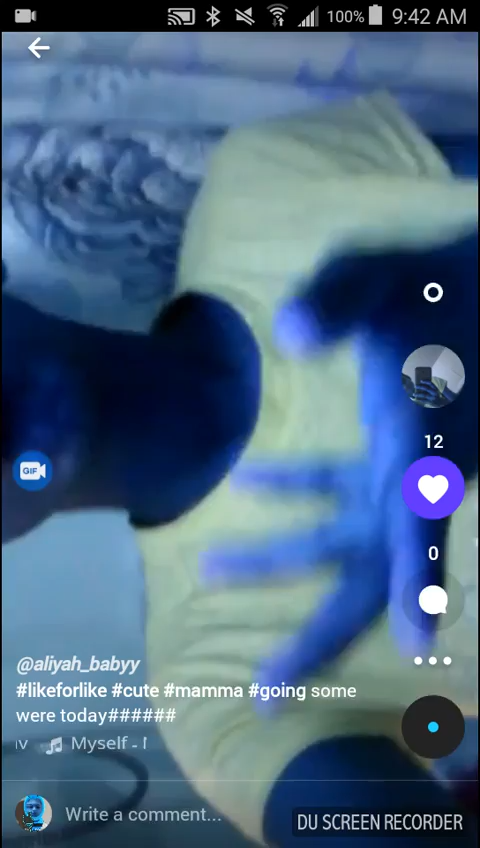 100% 9:42 AM
12
GIF
0
@aliyah_babyy
#likeforlike #cute #mamma #going some
were today######
Myself -
Write a comment...
DU SCREEN RECORDER